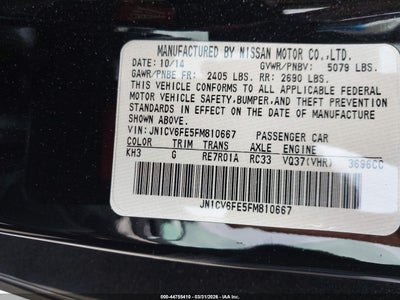 MANUFACTURED BY NISSAN MOTOR CO.,LTD.
DATE: 10/14 GVWR/PNBV: 5079 LBS.
GAWR/PNBE FR: 2405 LBS. RR: 2690 LBS.
THIS VEHICLE CONFORMS TO ALL APPLICABLE FEDERAL
MOTOR VEHICLE SAFETY, BUMPER, AND THEFT PREVENTION
STANDARDS IN EFFECT ON THE DATE OF MANUFACTURE
SHOWN ABOVE.
VIN: JN1CV6FE5FM810667 PASSENGER CAR
COLOR TRIM TRANS AXLE ENGINE
KH3 G RE7R01A RC33 VQ37(VHR) 3696CC
JN1CV6FE5FM810667
000-44755410 - 03/31/2026 - IAAI.COM